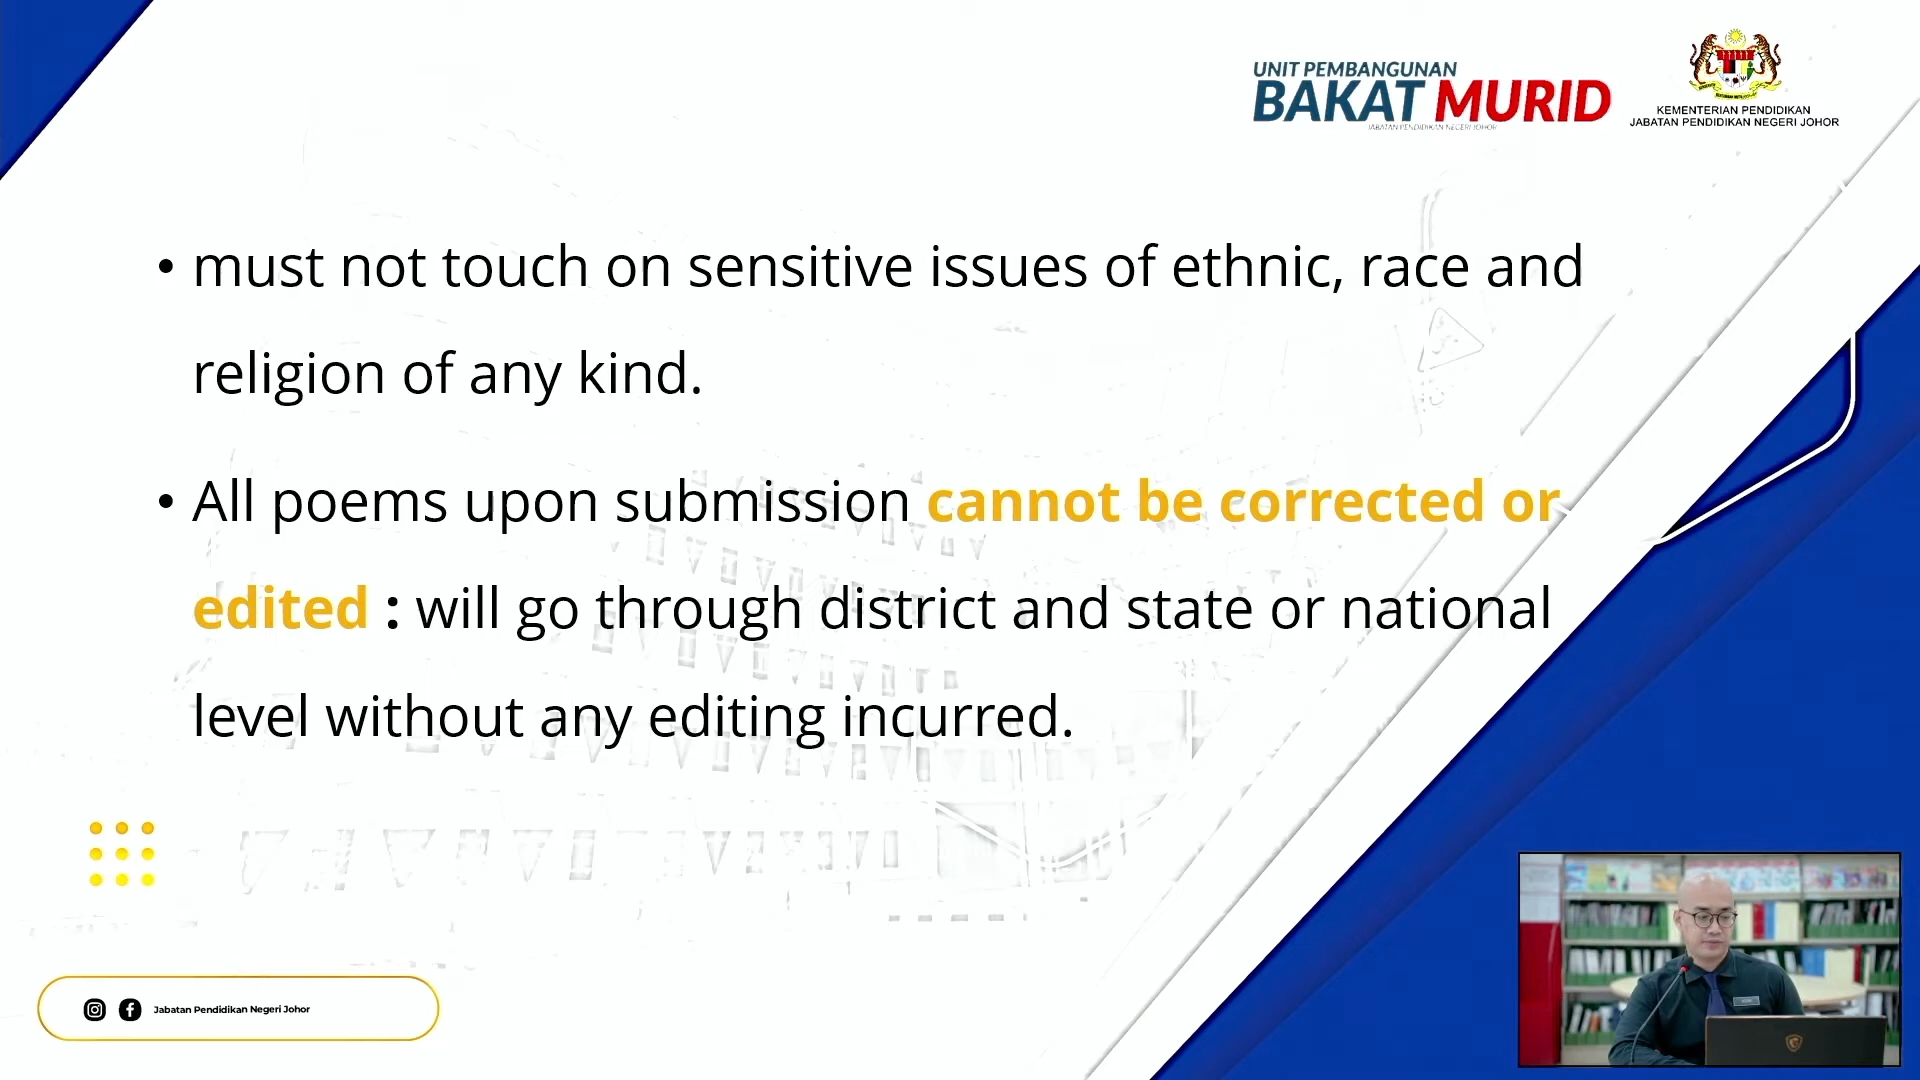 UNIT PEMBANGUNAN
BAKAT MURID
JABATAN PENDIDIKAN NEGERI JOHOR
KEMENTERIAN PENDIDIKAN
JABATAN PENDIDIKAN NEGERI JOHOR
• must not touch on sensitive issues of ethnic, race and
religion of any kind.
• All poems upon submission cannot be corrected or
edited : will go through district and state or national
level without any editing incurred.
Jabatan Pendidikan Negeri Johor